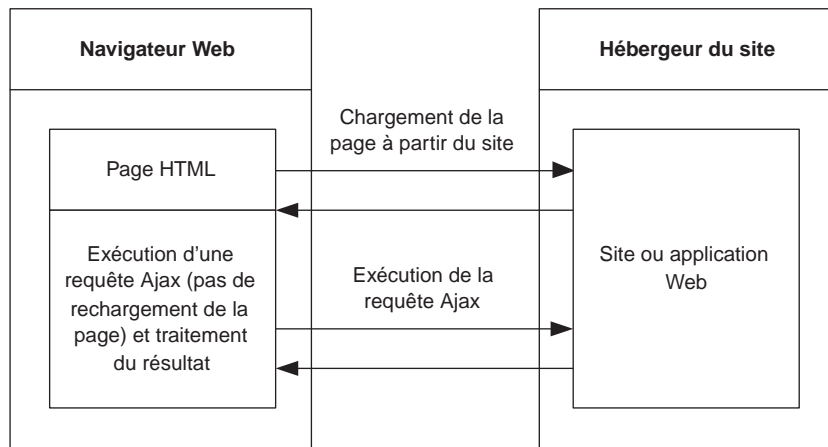 Navigateur Web
Hébergeur du site
Chargement de la
page à partir du site
Page HTML
Exécution d'une
requête Ajax (pas de
rechargement de la
page) et traitement
du résultat
Exécution de la
requête Ajax
Site ou application
Web